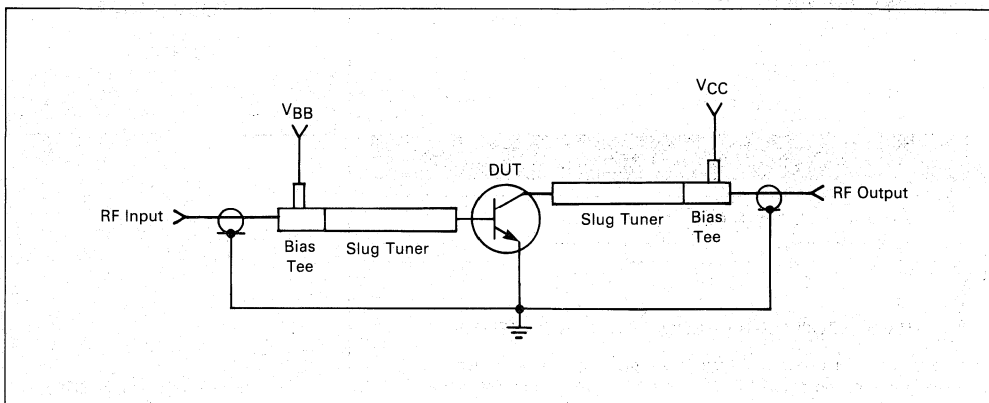 VBB
VCC
DUT
RF Input
Bias
Tee
Slug Tuner
Slug Tuner
Bias
Tee
RF Output